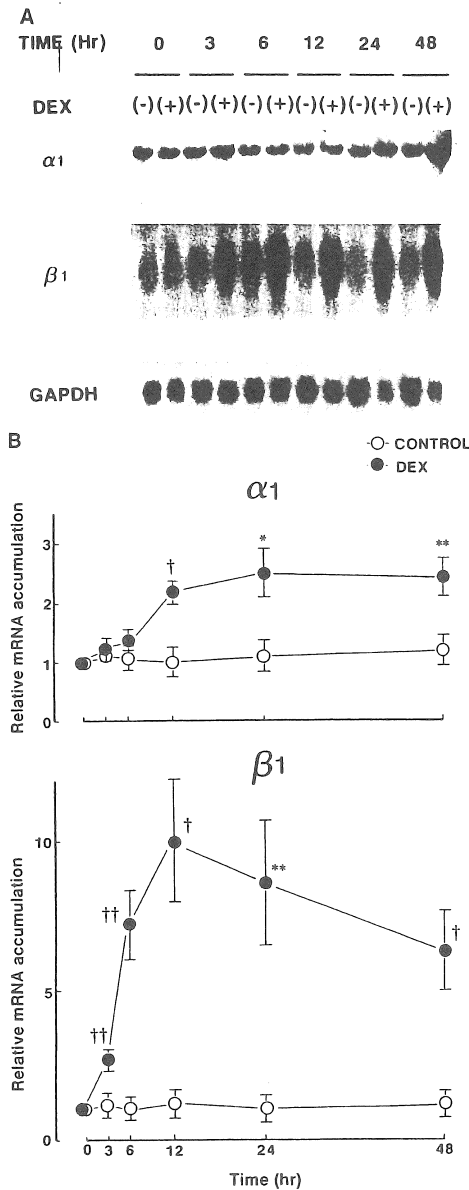 A
TIME (Hr) 0 3 6 12 24 48
DEX (-) (+) (-) (+) (-) (+) (-) (+) (-) (+) (-) (+)
α1
β1
GAPDH
B
CONTROL
DEX
α1
Relative mRNA accumulation
3
2
1
0
†
*
**
β1
Relative mRNA accumulation
10
5
0
††
††
†
**
†
0 3 6 12 24 48
Time (hr)